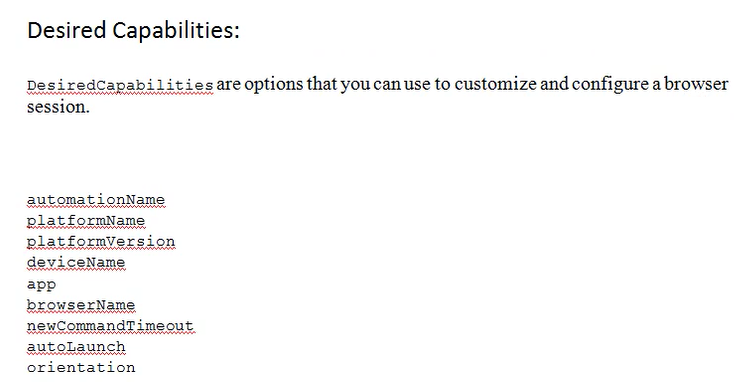 Desired Capabilities:
DesiredCapabilities are options that you can use to customize and configure a browser
session.
automationName
platformName
platformVersion
deviceName
app
browserName
newCommandTimeout
autoLaunch
orientation